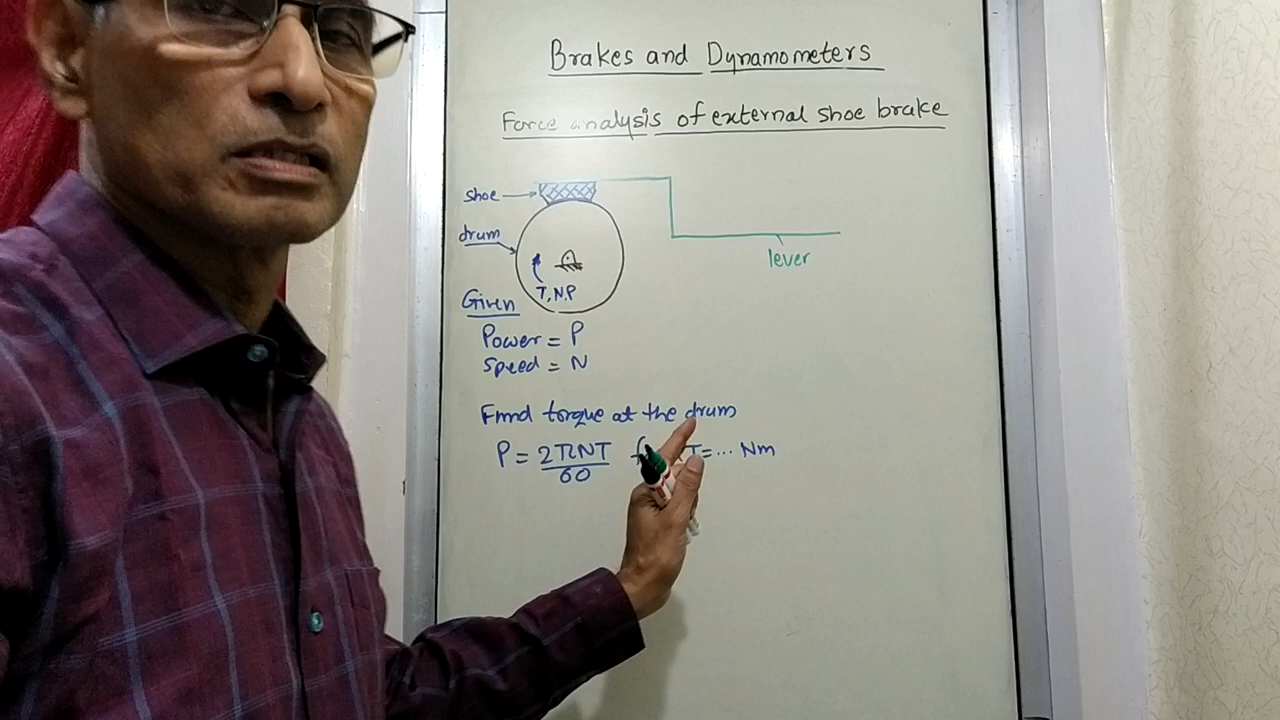 Brakes and Dynamometers
Force analysis of external shoe brake
shoe
drum
lever
T, N, P
Given
Power = P
Speed = N
Find torque at the drum
P = 2πNT / 60 T = ... Nm